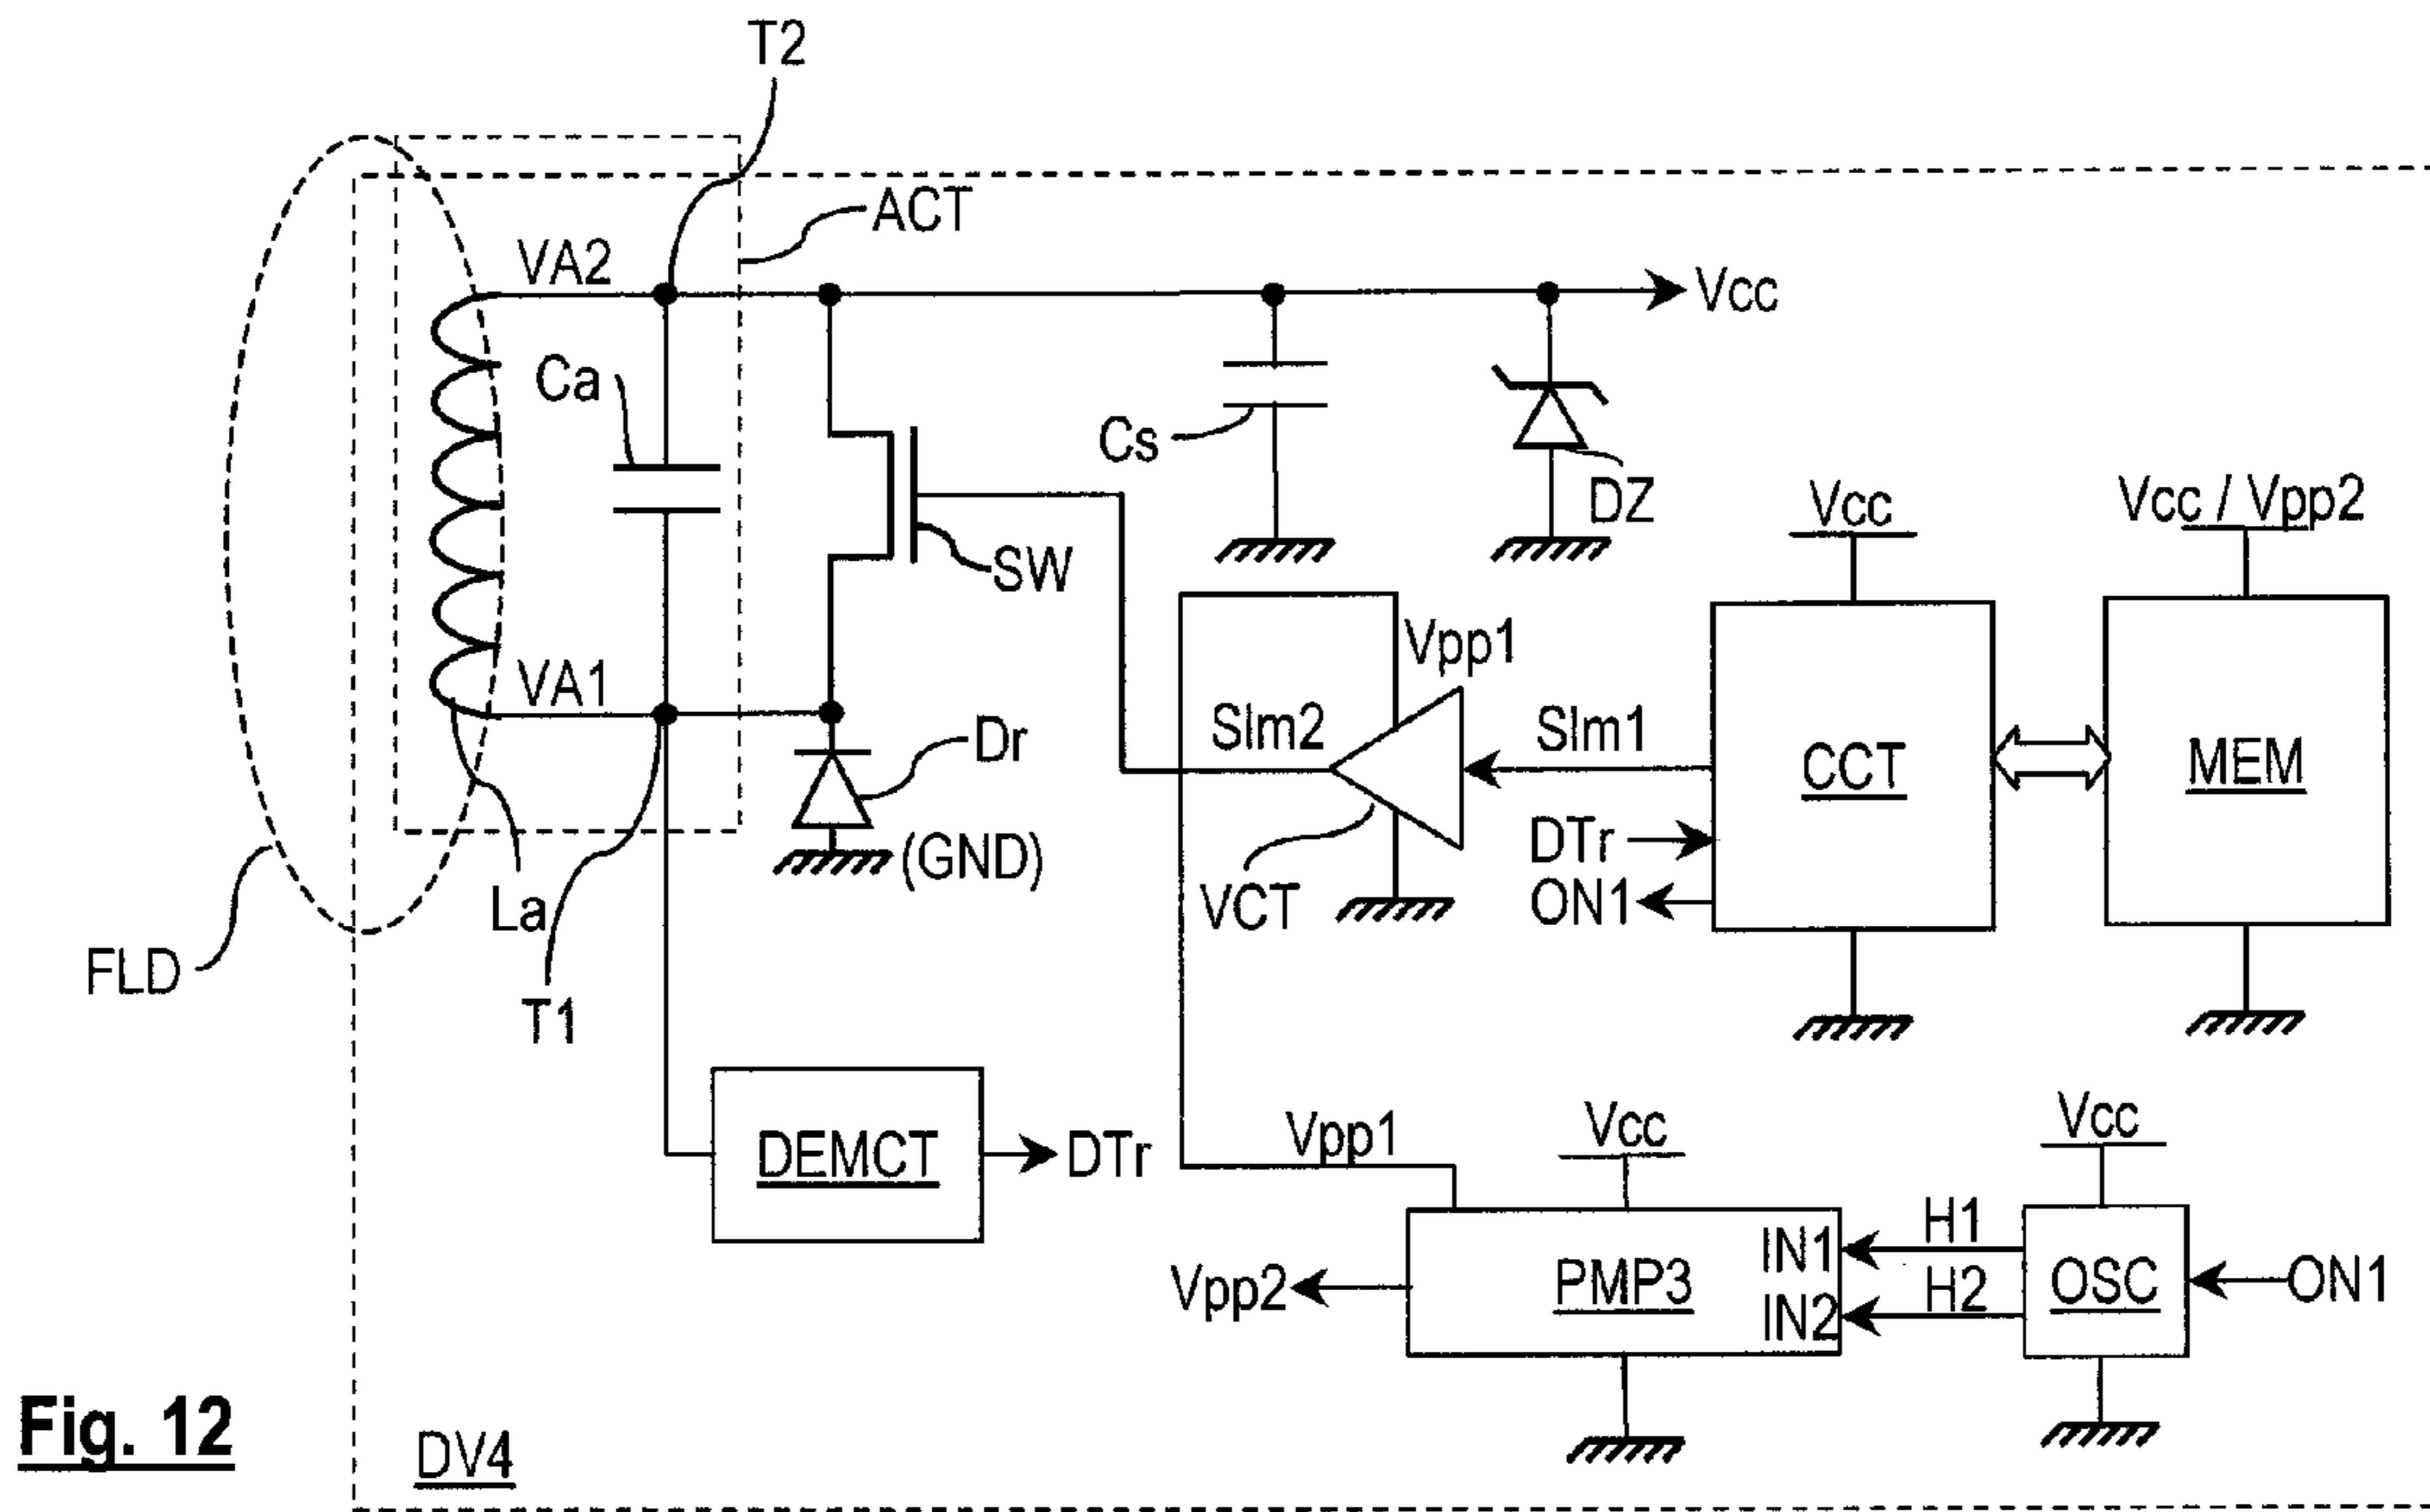 T2
ACT
VA2
Vcc
Ca
Cs
DZ
SW
Vcc
Vcc / Vpp2
Vpp1
VA1
Slm2
Slm1
Dr
CCT
MEM
(GND)
DTr
ON1
VCT
La
FLD
T1
DEMCT
DTr
Vpp1
Vcc
Vcc
IN1
H1
Vpp2
PMP3
IN2
H2
OSC
ON1
Fig. 12
DV4